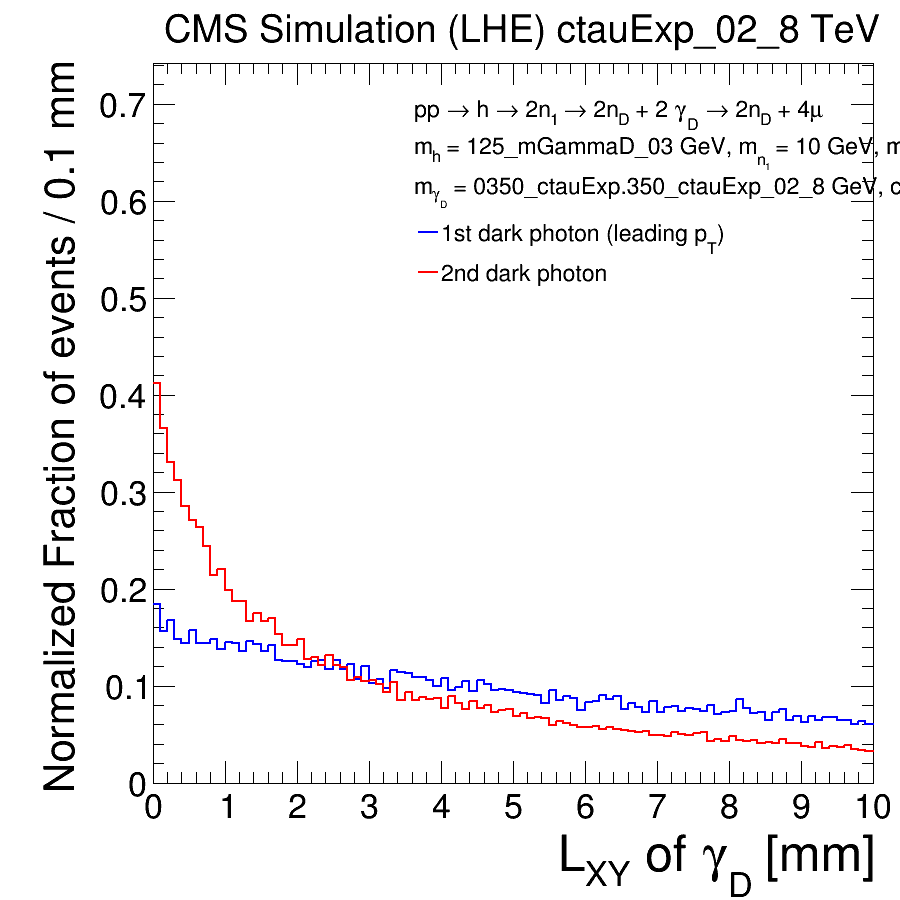 CMS Simulation (LHE) ctauExp_02_8 TeV
pp → h → 2n1 → 2nD + 2 γD → 2nD + 4μ
mh = 125_mGammaD_03 GeV, mn1 = 10 GeV, m
mγD = 0350_ctauExp.350_ctauExp_02_8 GeV, c
1st dark photon (leading pT)
2nd dark photon
Normalized Fraction of events / 0.1 mm
0.7
0.6
0.5
0.4
0.3
0.2
0.1
0
0 1 2 3 4 5 6 7 8 9 10
LXY of γD [mm]